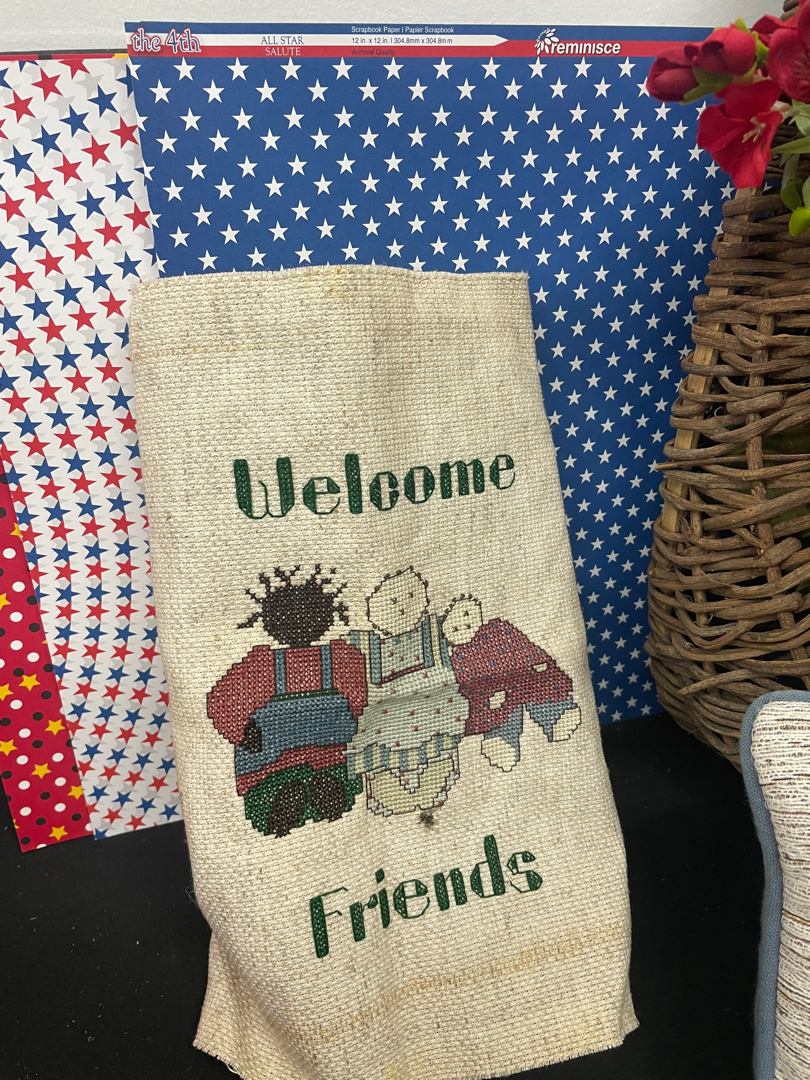 the 4th
ALL STAR
SALUTE
Scrapbook Paper | Papier Scrapbook
12 in. x 12 in. | 304.8mm x 304.8m m
Archival Quality
reminisce
Welcome
Friends